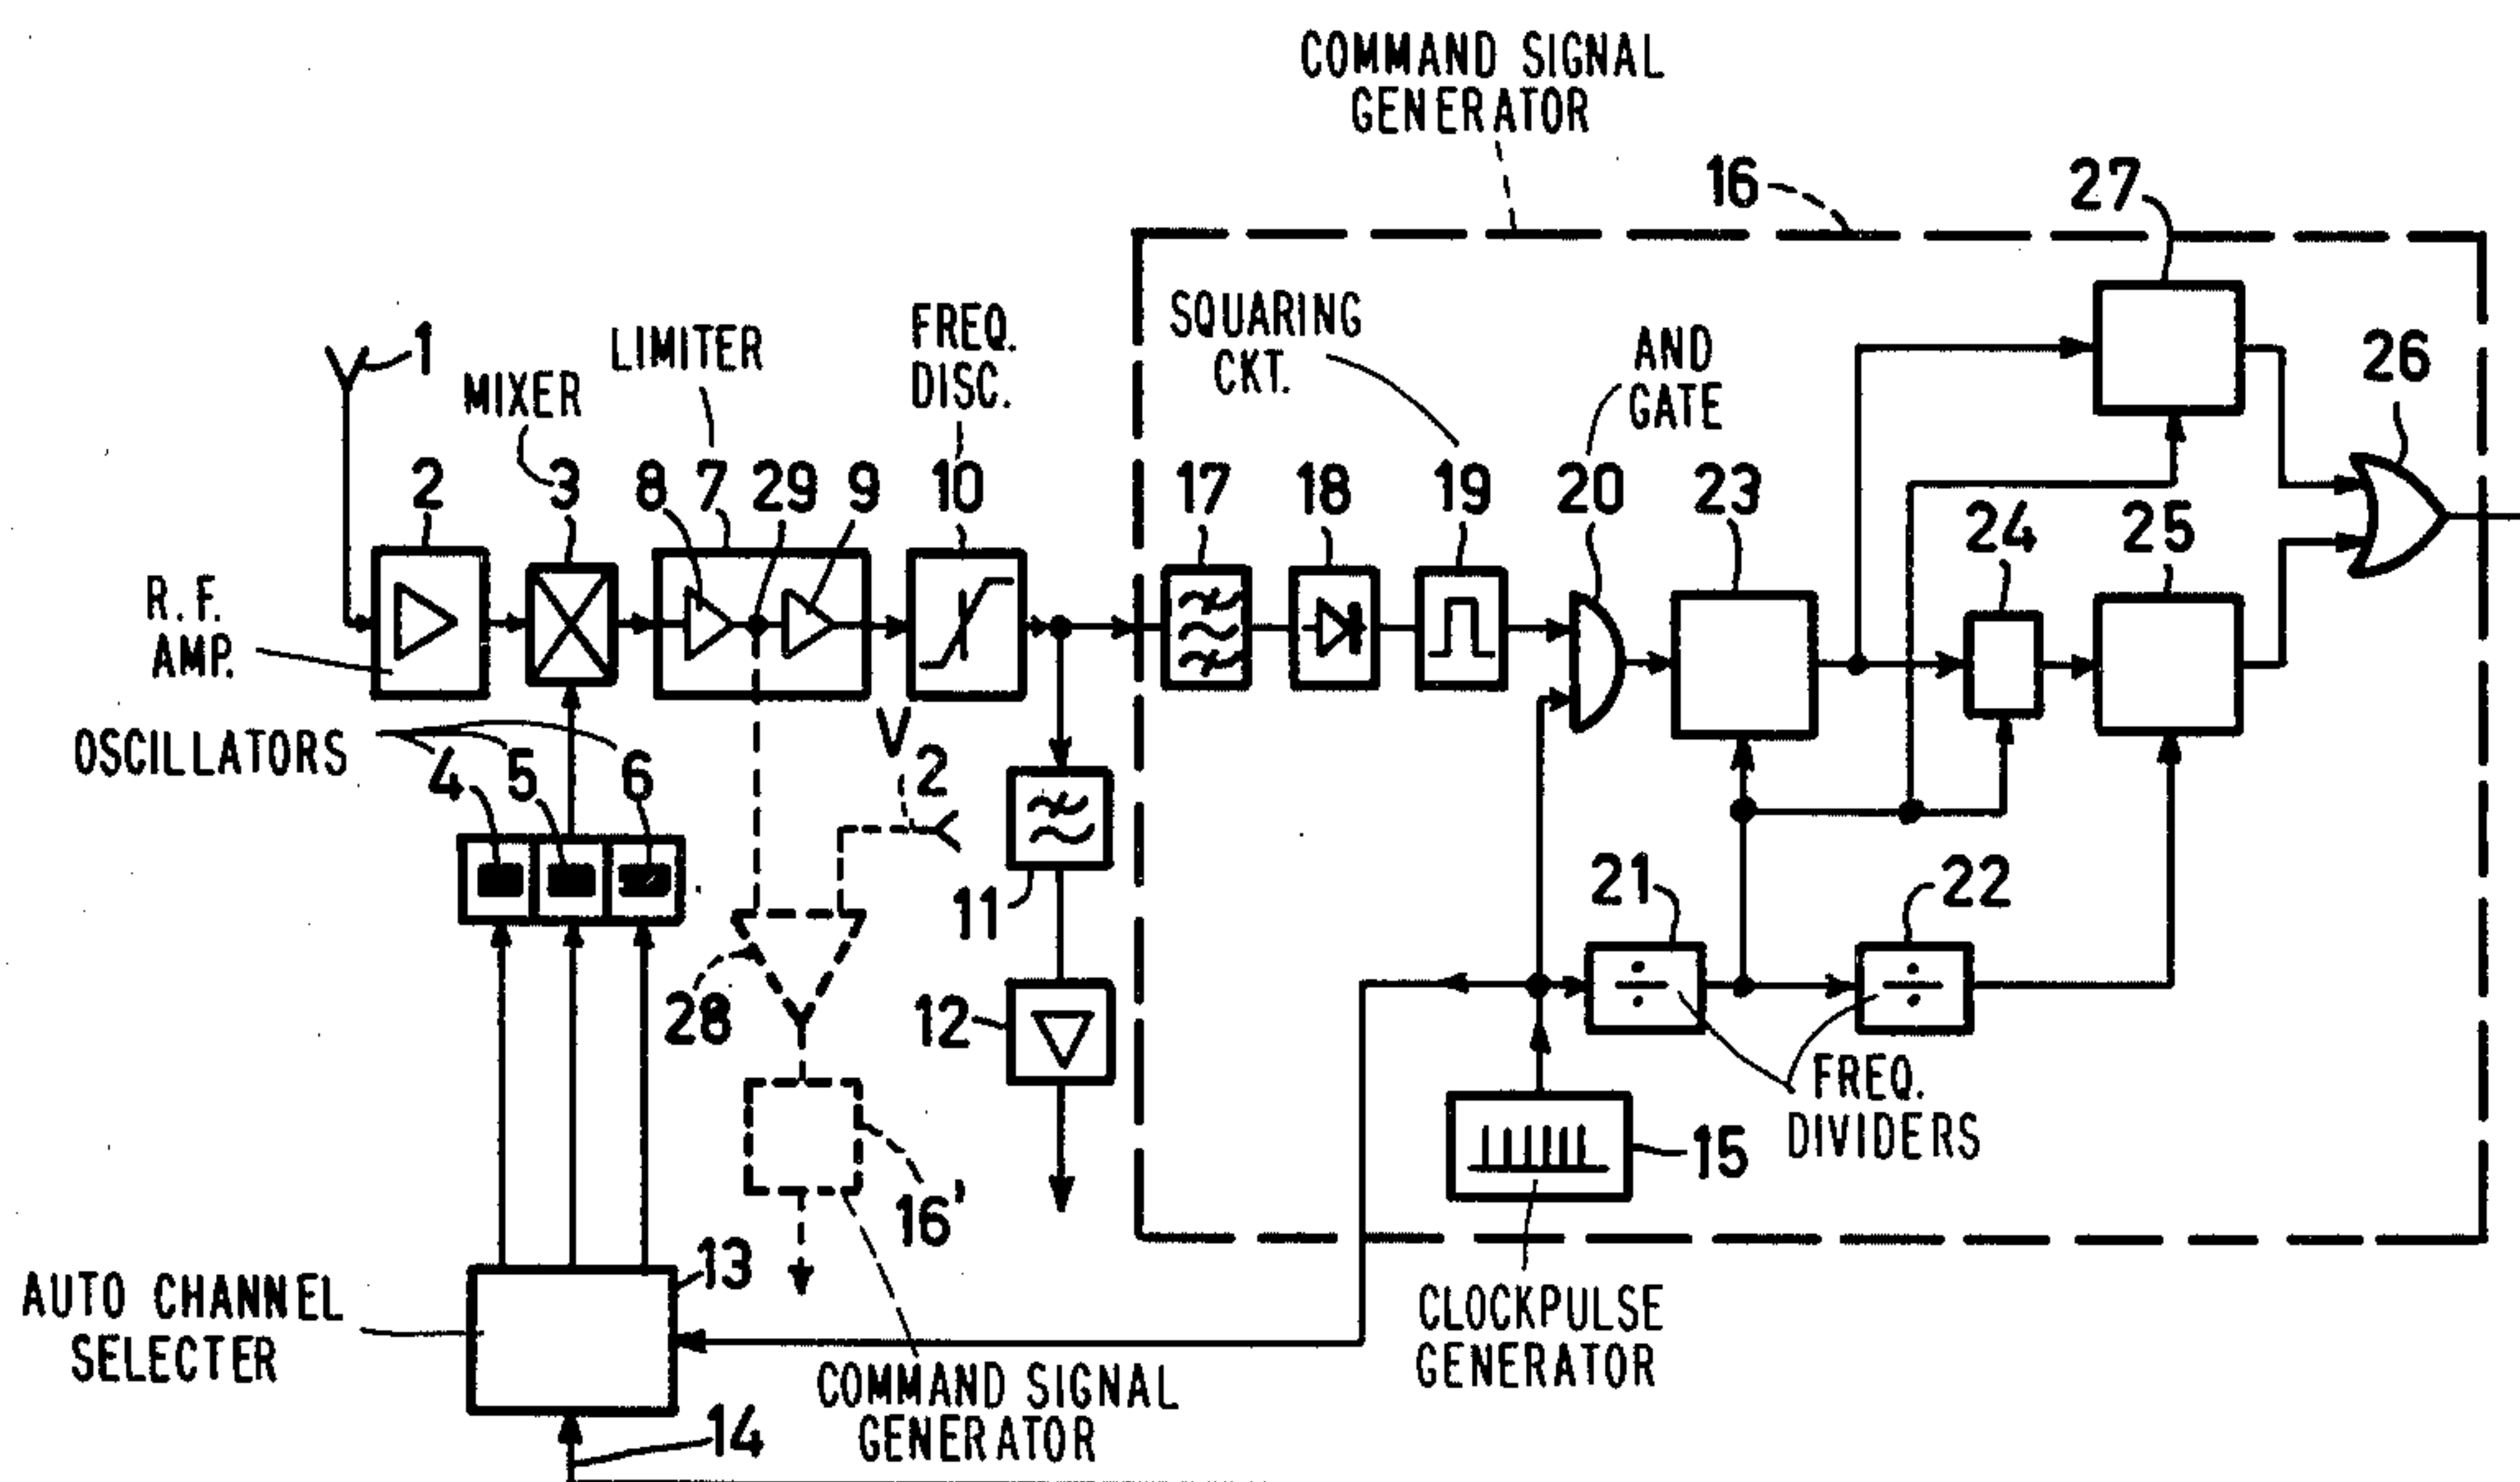 COMMAND SIGNAL
GENERATOR
16
27
1
MIXER
LIMITER
FREQ.
DISC.
SQUARING
CKT.
AND
GATE
26
2
3
8
7
29
9
10
17
18
19
20
23
24
25
R.F.
AMP.
OSCILLATORS
4
5
6
V2
11
21
22
28
12
FREQ.
DIVIDERS
15
16'
13
AUTO CHANNEL
SELECTER
CLOCKPULSE
GENERATOR
COMMAND SIGNAL
GENERATOR
14